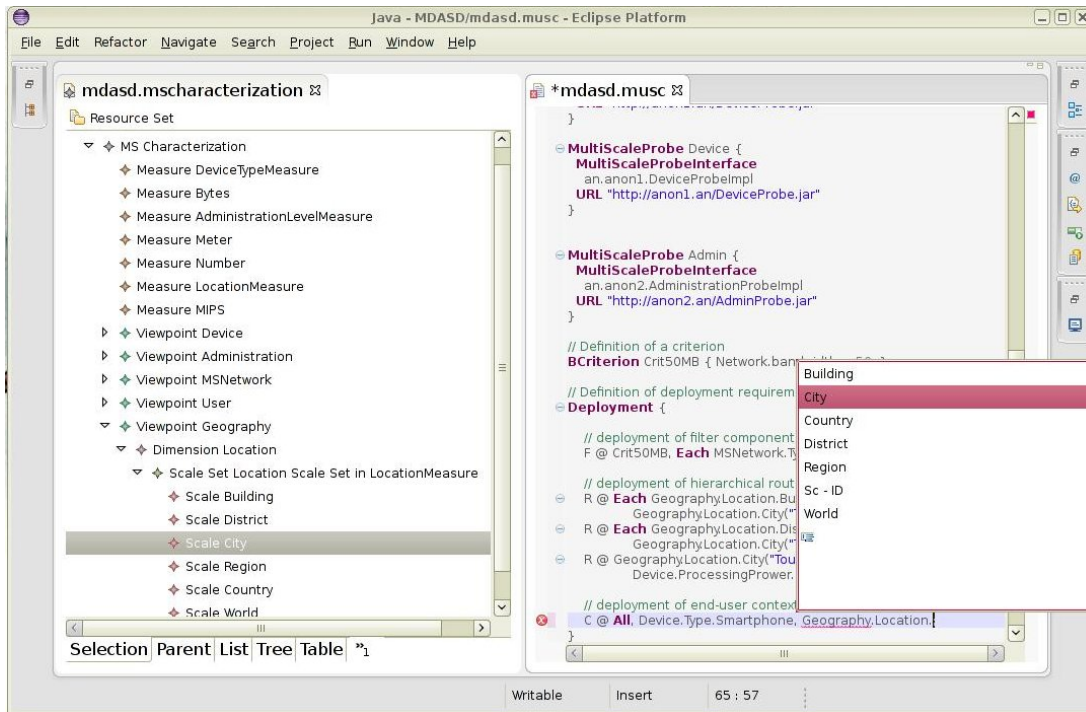 Java - MDASD/mdasd.musc - Eclipse Platform
File Edit Refactor Navigate Search Project Run Window Help
mdasd.mscharacterization
Resource Set
MS Characterization
Measure DeviceTypeMeasure
Measure Bytes
Measure AdministrationLevelMeasure
Measure Meter
Measure Number
Measure LocationMeasure
Measure MIPS
Viewpoint Device
Viewpoint Administration
Viewpoint MSNetwork
Viewpoint User
Viewpoint Geography
Dimension Location
Scale Set Location Scale Set in LocationMeasure
Scale Building
Scale District
Scale City
Scale Region
Scale Country
Scale World
Selection Parent List Tree Table »1
*mdasd.musc
}
MultiScaleProbe Device {
MultiScaleProbeInterface
an.anon1.DeviceProbeImpl
URL "http://anon1.an/DeviceProbe.jar"
}
MultiScaleProbe Admin {
MultiScaleProbeInterface
an.anon2.AdministrationProbeImpl
URL "http://anon2.an/AdminProbe.jar"
}
// Definition of a criterion
BCriterion Crit50MB { Network.ban
// Definition of deployment requirem
Deployment {
// deployment of filter component
F @ Crit50MB, Each MSNetwork.Ty
// deployment of hierarchical rout
R @ Each Geography.Location.Bu
Geography.Location.City("
R @ Each Geography.Location.Dis
Geography.Location.City("
R @ Geography.Location.City("Tou
Device.ProcessingPrower.
// deployment of end-user context
C @ All, Device.Type.Smartphone, Geography.Location.
}
Building
City
Country
District
Region
Sc - ID
World
Writable Insert 65 : 57